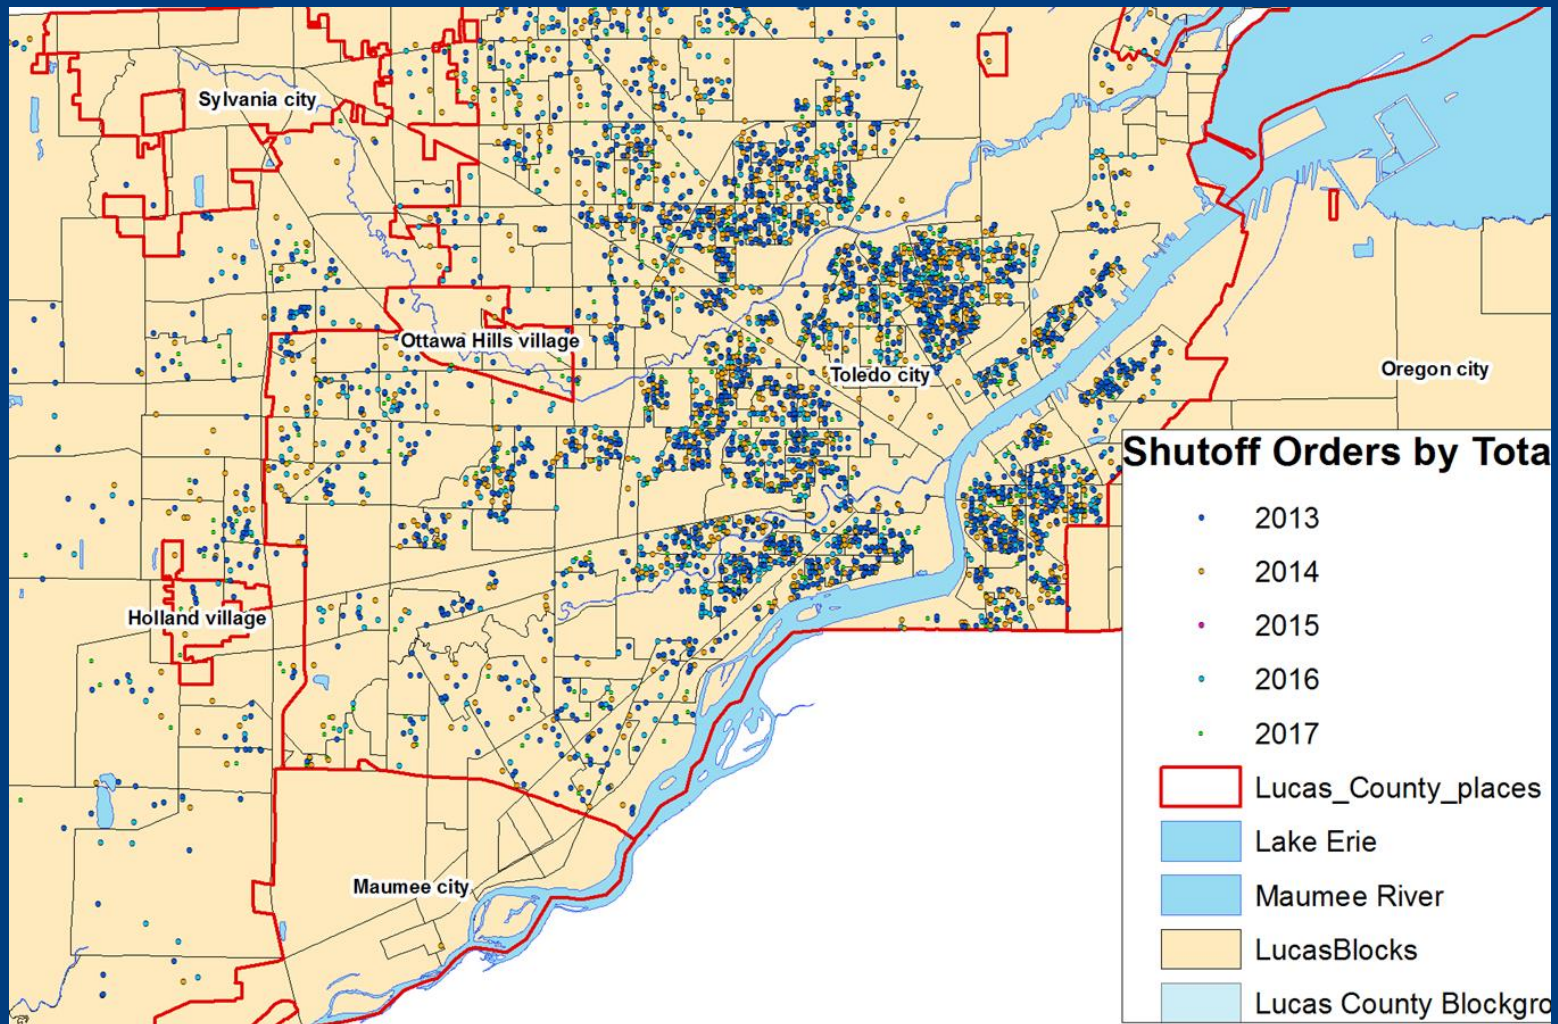 Sylvania city
Ottawa Hills village
Toledo city
Oregon city
Holland village
Maumee city
Shutoff Orders by Tota
2013
2014
2015
2016
2017
Lucas_County_places
Lake Erie
Maumee River
LucasBlocks
Lucas County Blockgro